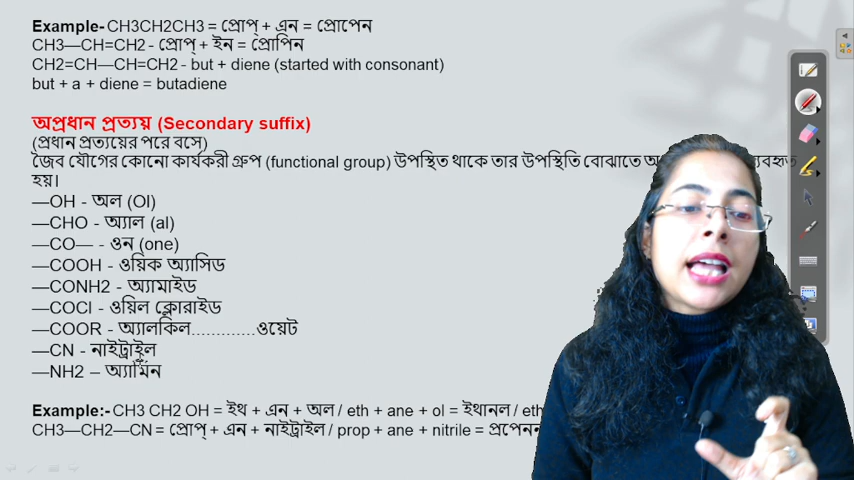 Example- CH3CH2CH3 = প্রোপ্ + এন = প্রোপেন
CH3—CH=CH2 - প্রোপ্ + ইন = প্রোপিন
CH2=CH—CH=CH2 - but + diene (started with consonant)
but + a + diene = butadiene
অপ্রধান প্রত্যয় (Secondary suffix)
(প্রধান প্রত্যয়ের পরে বসে)
জৈব যৌগের কোনো কার্যকরী গ্রুপ (functional group) উপস্থিত থাকে তার উপস্থিতি বোঝাতে
হয়।
—OH - অল (Ol)
—CHO - অ্যাল (al)
—CO— - ওন্ (one)
—COOH - ওয়িক অ্যাসিড
—CONH2 - অ্যামাইড
—COCl - ওয়িল ক্লোরাইড
—COOR - অ্যালকিল.............ওয়েট
—CN - নাইট্রাইল
—NH2 – অ্যামিন
Example:- CH3 CH2 OH = ইথ + এন + অল / eth + ane + ol = ইথানল / eth
CH3—CH2—CN = প্রোপ্ + এন + নাইট্রাইল / prop + ane + nitrile = প্রপেন